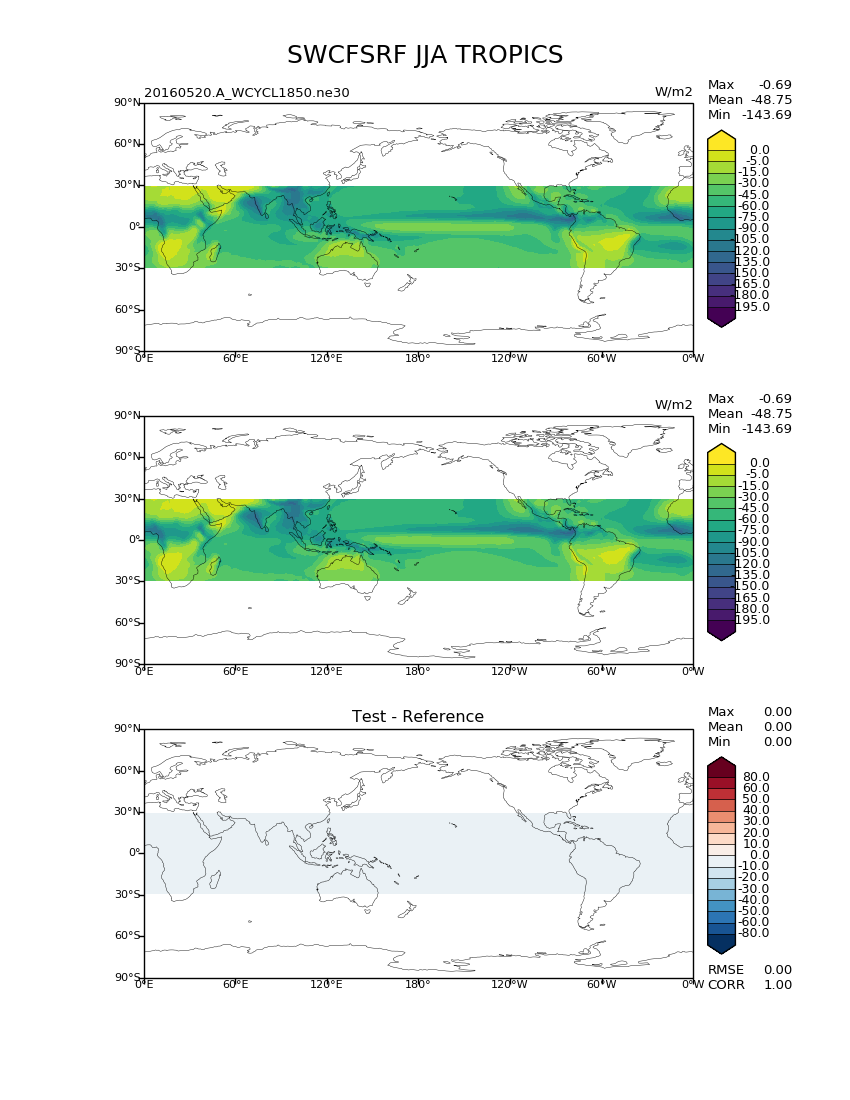 SWCFSRF JJA TROPICS
20160520.A_WCYCL1850.ne30 W/m2
Max -0.69
Mean -48.75
Min -143.69
90°N
60°N
30°N
0°
30°S
60°S
90°S
0°E 60°E 120°E 180° 120°W 60°W 0°W
0.0
-5.0
-15.0
-30.0
-45.0
-60.0
-75.0
-90.0
-105.0
-120.0
-135.0
-150.0
-165.0
-180.0
-195.0
W/m2
Max -0.69
Mean -48.75
Min -143.69
90°N
60°N
30°N
0°
30°S
60°S
90°S
0°E 60°E 120°E 180° 120°W 60°W 0°W
0.0
-5.0
-15.0
-30.0
-45.0
-60.0
-75.0
-90.0
-105.0
-120.0
-135.0
-150.0
-165.0
-180.0
-195.0
Test - Reference
Max 0.00
Mean 0.00
Min 0.00
90°N
60°N
30°N
0°
30°S
60°S
90°S
0°E 60°E 120°E 180° 120°W 60°W 0°W
80.0
60.0
50.0
40.0
30.0
20.0
10.0
0.0
-10.0
-20.0
-30.0
-40.0
-50.0
-60.0
-80.0
RMSE 0.00
CORR 1.00